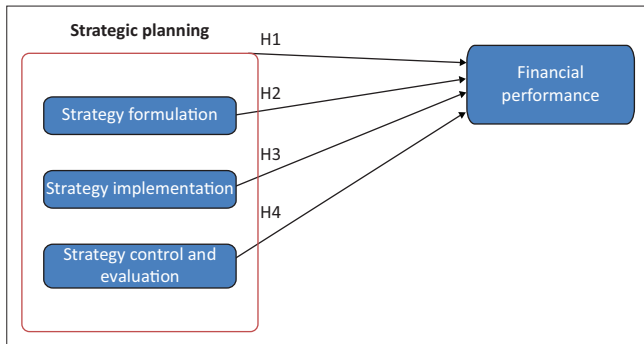 Strategic planning
H1
H2
H3
H4
Strategy formulation
Strategy implementation
Strategy control and
evaluation
Financial
performance